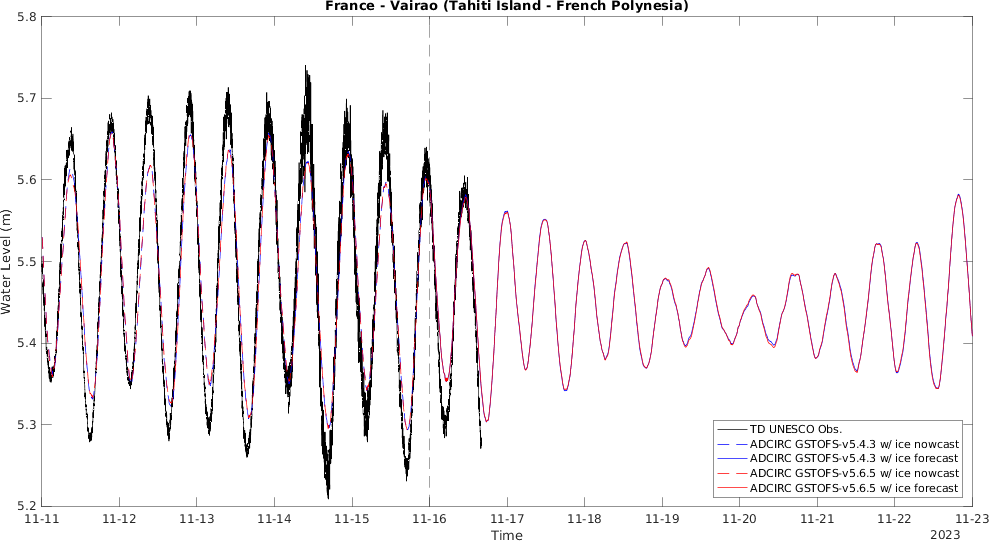 France - Vairao (Tahiti Island - French Polynesia)
5.8
5.7
5.6
5.5
5.4
5.3
5.2
Water Level (m)
TD UNESCO Obs.
ADCIRC GSTOFS-v5.4.3 w/ ice nowcast
ADCIRC GSTOFS-v5.4.3 w/ ice forecast
ADCIRC GSTOFS-v5.6.5 w/ ice nowcast
ADCIRC GSTOFS-v5.6.5 w/ ice forecast
11-11 11-12 11-13 11-14 11-15 11-16 11-17 11-18 11-19 11-20 11-21 11-22 11-23
Time
2023